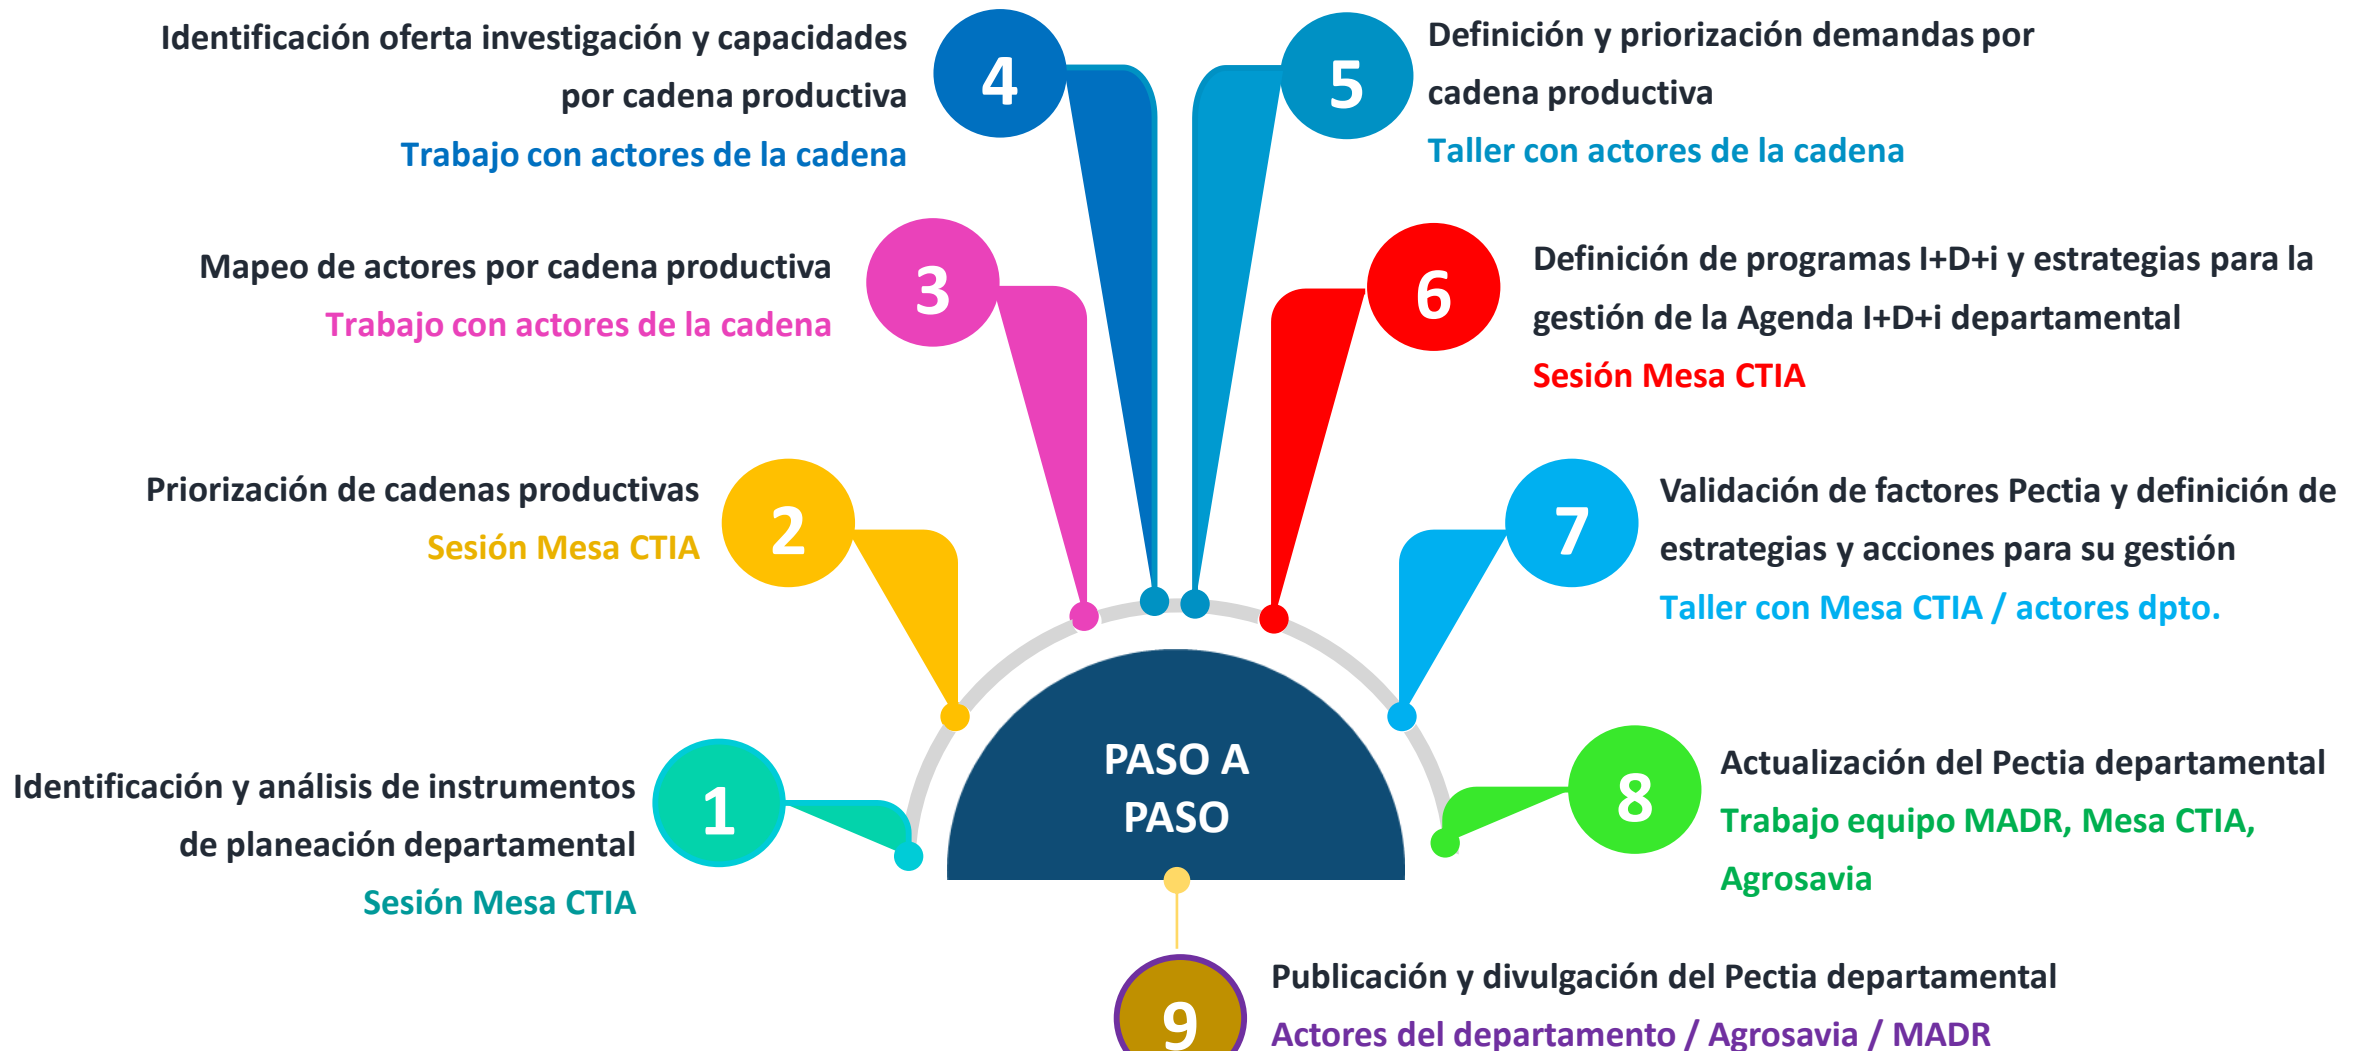 1
Identificación y análisis de instrumentos
de planeación departamental
Sesión Mesa CTIA
2
Priorización de cadenas productivas
Sesión Mesa CTIA
3
Mapeo de actores por cadena productiva
Trabajo con actores de la cadena
4
Identificación oferta investigación y capacidades
por cadena productiva
Trabajo con actores de la cadena
5
Definición y priorización demandas por
cadena productiva
Taller con actores de la cadena
6
Definición de programas I+D+i y estrategias para la
gestión de la Agenda I+D+i departamental
Sesión Mesa CTIA
7
Validación de factores Pectia y definición de
estrategias y acciones para su gestión
Taller con Mesa CTIA / actores dpto.
8
Actualización del Pectia departamental
Trabajo equipo MADR, Mesa CTIA,
Agrosavia
PASO A
PASO
9
Publicación y divulgación del Pectia departamental
Actores del departamento / Agrosavia / MADR